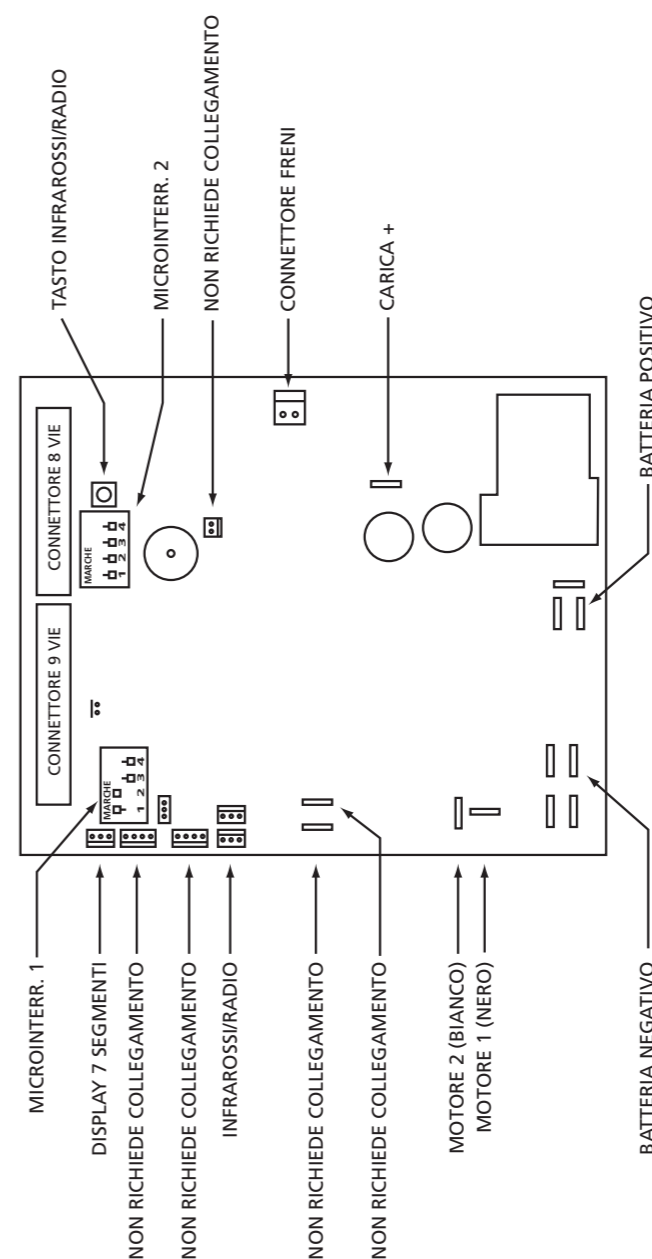 MICROINTERR. 1
DISPLAY 7 SEGMENTI
NON RICHIEDE COLLEGAMENTO
NON RICHIEDE COLLEGAMENTO
INFRAROSSI/RADIO
NON RICHIEDE COLLEGAMENTO
NON RICHIEDE COLLEGAMENTO
MOTORE 2 (BIANCO)
MOTORE 1 (NERO)
BATTERIA NEGATIVO
CONNETTORE 9 VIE
CONNETTORE 8 VIE
MARCHE
1 2 3 4
MARCHE
1 2 3 4
TASTO INFRAROSSI/RADIO
MICROINTERR. 2
NON RICHIEDE COLLEGAMENTO
CONNETTORE FRENI
CARICA +
BATTERIA POSITIVO